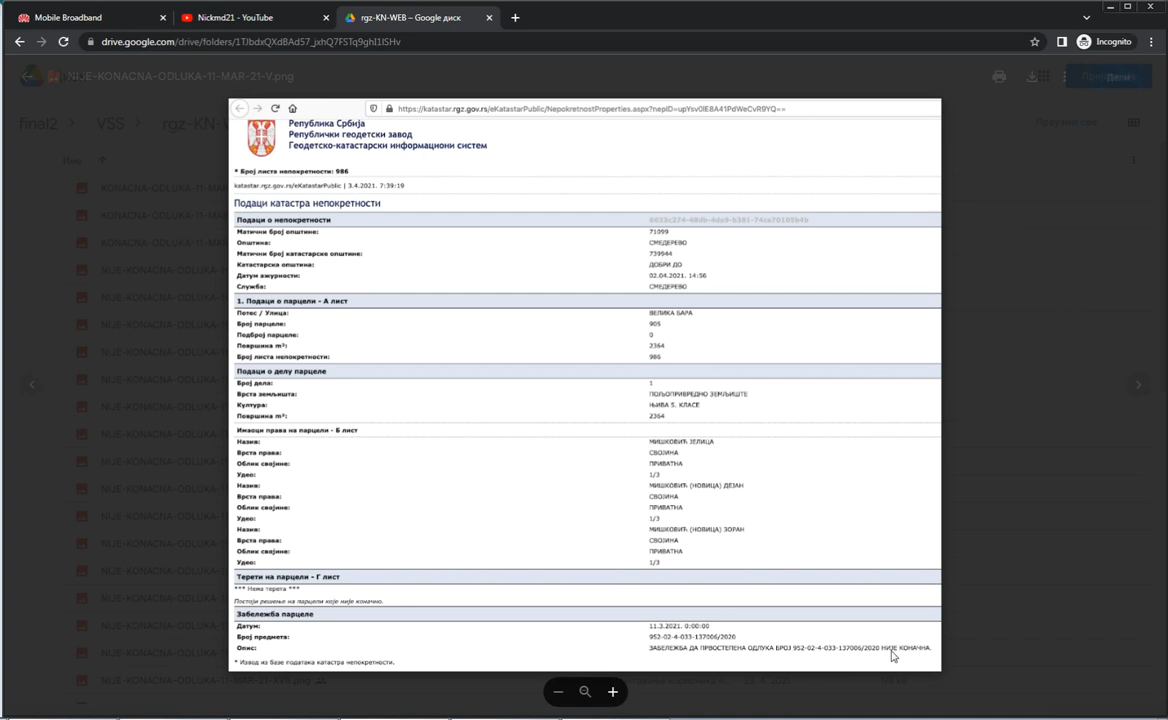 Mobile Broadband
Nickmd21 - YouTube
rgz-KN-WEB – Google диск
drive.google.com/drive/folders/1TJbdxQXdBAd57_jxhQ7FSTq9ghI1ISHv
Incognito
NIJE-KONACNA-ODLUKA-11-MAR-21-V.png
final2
VSS
rgz-KN-
https://katastar.rgz.gov.rs/eKatastarPublic/NepokretnostProperties.aspx?nepID=upYsv0lE8A41PdWeCvR9YQ==
Република Србија
Републички геодетски завод
Геодетско-катастарски информациони систем
* Број листа непокретности: 986
katastar.rgz.gov.rs/eKatastarPublic | 3.4.2021. 7:39:19
Подаци катастра непокретности
Подаци о непокретности
Матични број општине: 71099
Општина: СМЕДЕРЕВО
Матични број катастарске општине: 739944
Катастарска општина: ДОБРИ ДО
Датум ажурности: 02.04.2021. 14:56
Служба: СМЕДЕРЕВО
1. Подаци о парцели - А лист
Потес / Улица: ВЕЛИКА БАРА
Број парцеле: 905
Подброј парцеле: 0
Површина m²: 2364
Број листа непокретности: 986
Подаци о делу парцеле
Број дела: 1
Врста земљишта: ПОЉОПРИВРЕДНО ЗЕМЉИШТЕ
Култура: ЊИВА 5. КЛАСЕ
Површина m²: 2364
Имаоци права на парцели - Б лист
Назив: МИШКОВИЋ ЈЕЛИЦА
Врста права: СВОЈИНА
Облик својине: ПРИВАТНА
Удео: 1/3
Назив: МИШКОВИЋ (НОВИЦА) ДЕЈАН
Врста права: СВОЈИНА
Облик својине: ПРИВАТНА
Удео: 1/3
Назив: МИШКОВИЋ (НОВИЦА) ЗОРАН
Врста права: СВОЈИНА
Облик својине: ПРИВАТНА
Удео: 1/3
Терети на парцели - Г лист
*** Нема терета ***
Постоји решење на парцели које није коначно.
Забележба парцеле
Датум: 11.3.2021. 0:00:00
Број предмета: 952-02-4-033-137006/2020
Опис: ЗАБЕЛЕЖБА ДА ПРВОСТЕПЕНА ОДЛУКА БРОЈ 952-02-4-033-137006/2020 НИЈЕ КОНАЧНА.
* Извод из базе података катастра непокретности.